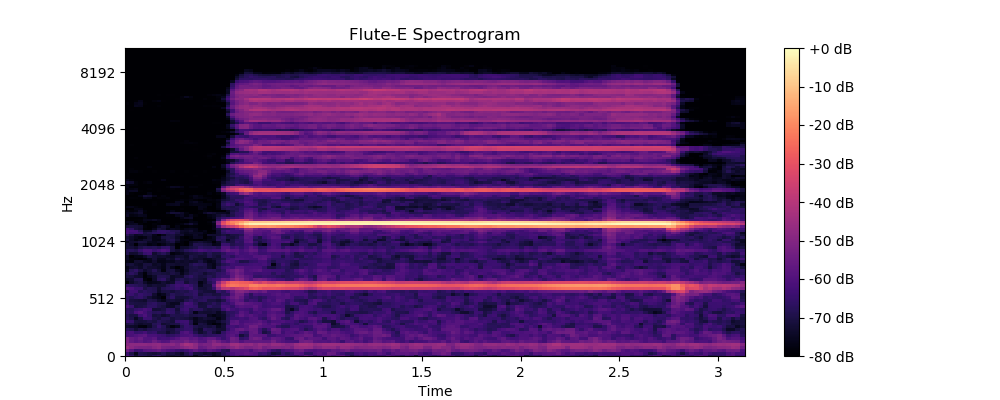 Flute-E Spectrogram
Hz
8192
4096
2048
1024
512
0
0 0.5 1 1.5 2 2.5 3
Time
+0 dB
-10 dB
-20 dB
-30 dB
-40 dB
-50 dB
-60 dB
-70 dB
-80 dB